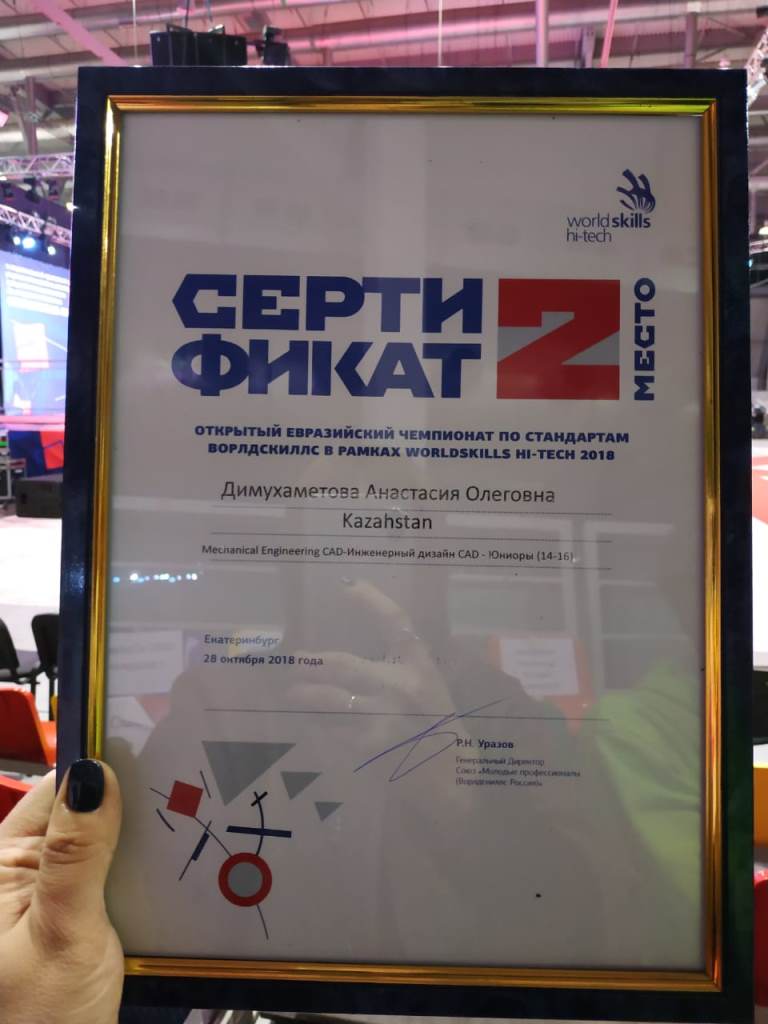 world skills
hi-tech
СЕРТИ
ФИКАТ
2
МЕСТО
ОТКРЫТЫЙ ЕВРАЗИЙСКИЙ ЧЕМПИОНАТ ПО СТАНДАРТАМ
ВОРЛДСКИЛЛС В РАМКАХ WORLDSKILLS HI-TECH 2018
Димухаметова Анастасия Олеговна
Kazahstan
Mechanical Engineering CAD-Инженерный дизайн CAD - Юниоры (14-16)
Екатеринбург
28 октября 2018 года
Р.Н. Уразов
Генеральный Директор
Союз «Молодые профессионалы
(Ворлдскиллс Россия)»